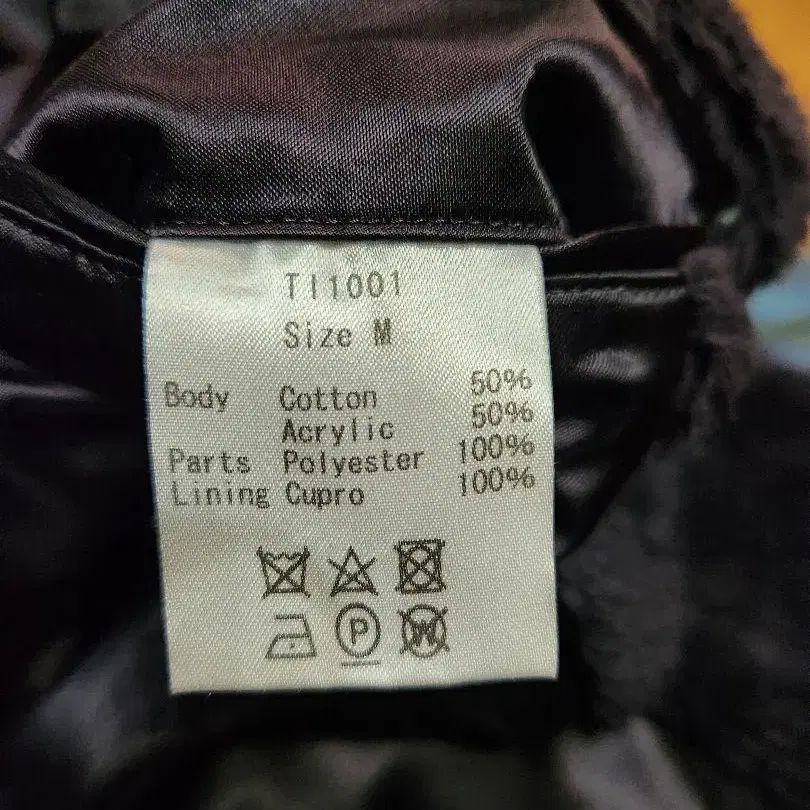 TI1001
Size M
Body Cotton 50%
Acrylic 50%
Parts Polyester 100%
Lining Cupro 100%
P W